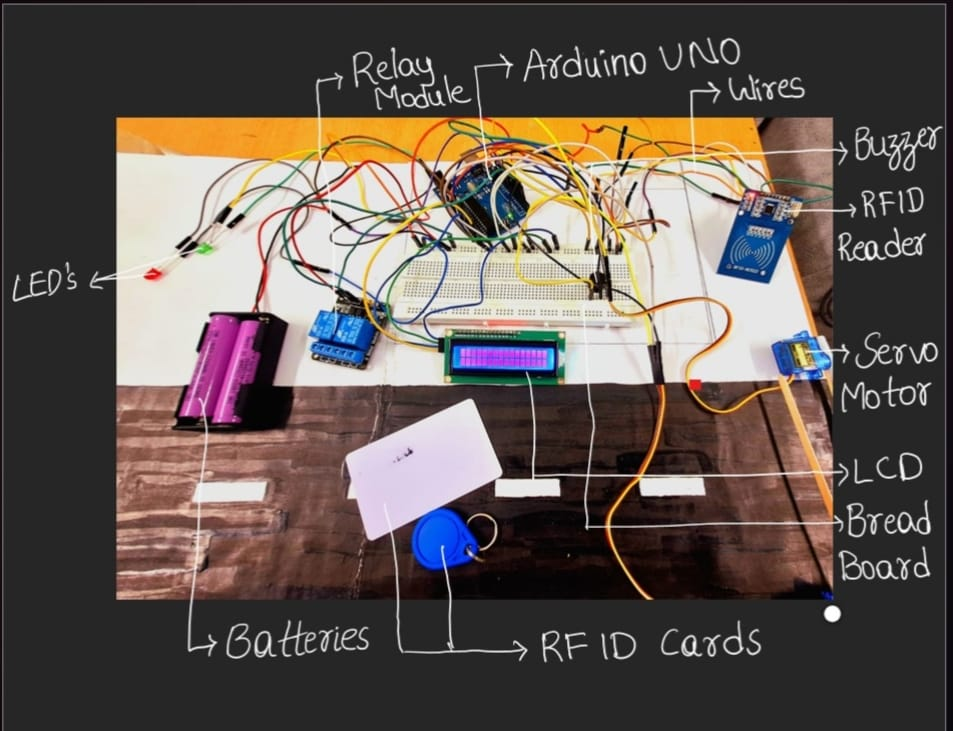 Relay
Module
Arduino UNO
Wires
Buzzer
RFID
Reader
LED's
Servo
Motor
LCD
Bread
Board
Batteries
RFID Cards